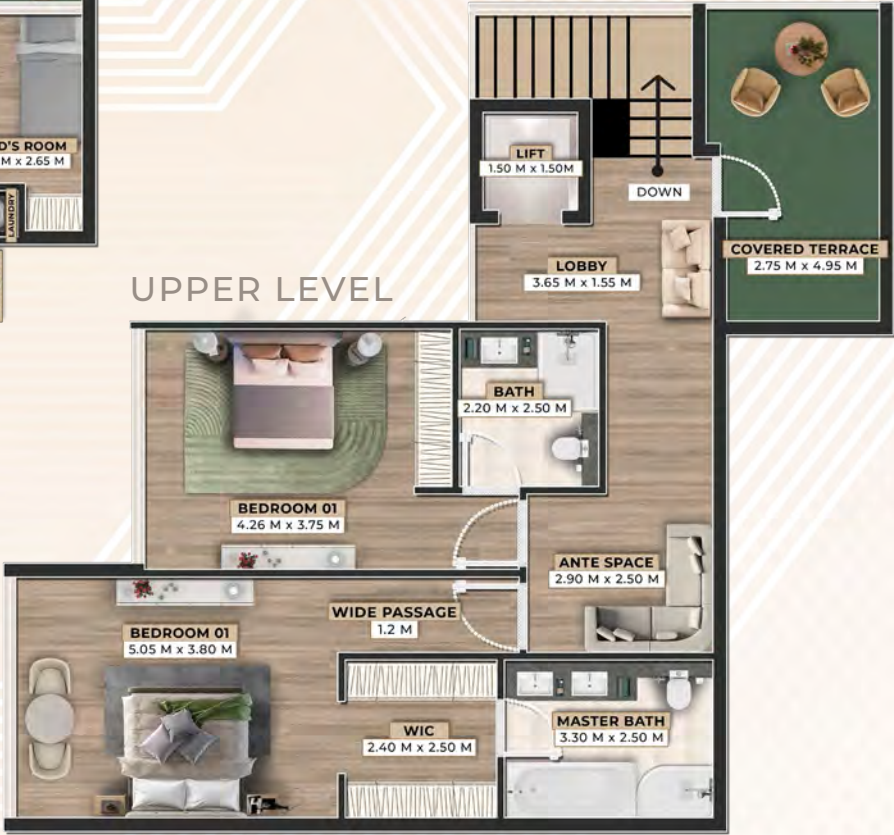 D'S ROOM
M x 2.65 M
LAUNDRY
LIFT
1.50 M x 1.50M
DOWN
COVERED TERRACE
2.75 M x 4.95 M
LOBBY
3.65 M x 1.55 M
UPPER LEVEL
BATH
2.20 M x 2.50 M
BEDROOM 01
4.26 M x 3.75 M
ANTE SPACE
2.90 M x 2.50 M
WIDE PASSAGE
1.2 M
BEDROOM 01
5.05 M x 3.80 M
WIC
2.40 M x 2.50 M
MASTER BATH
3.30 M x 2.50 M